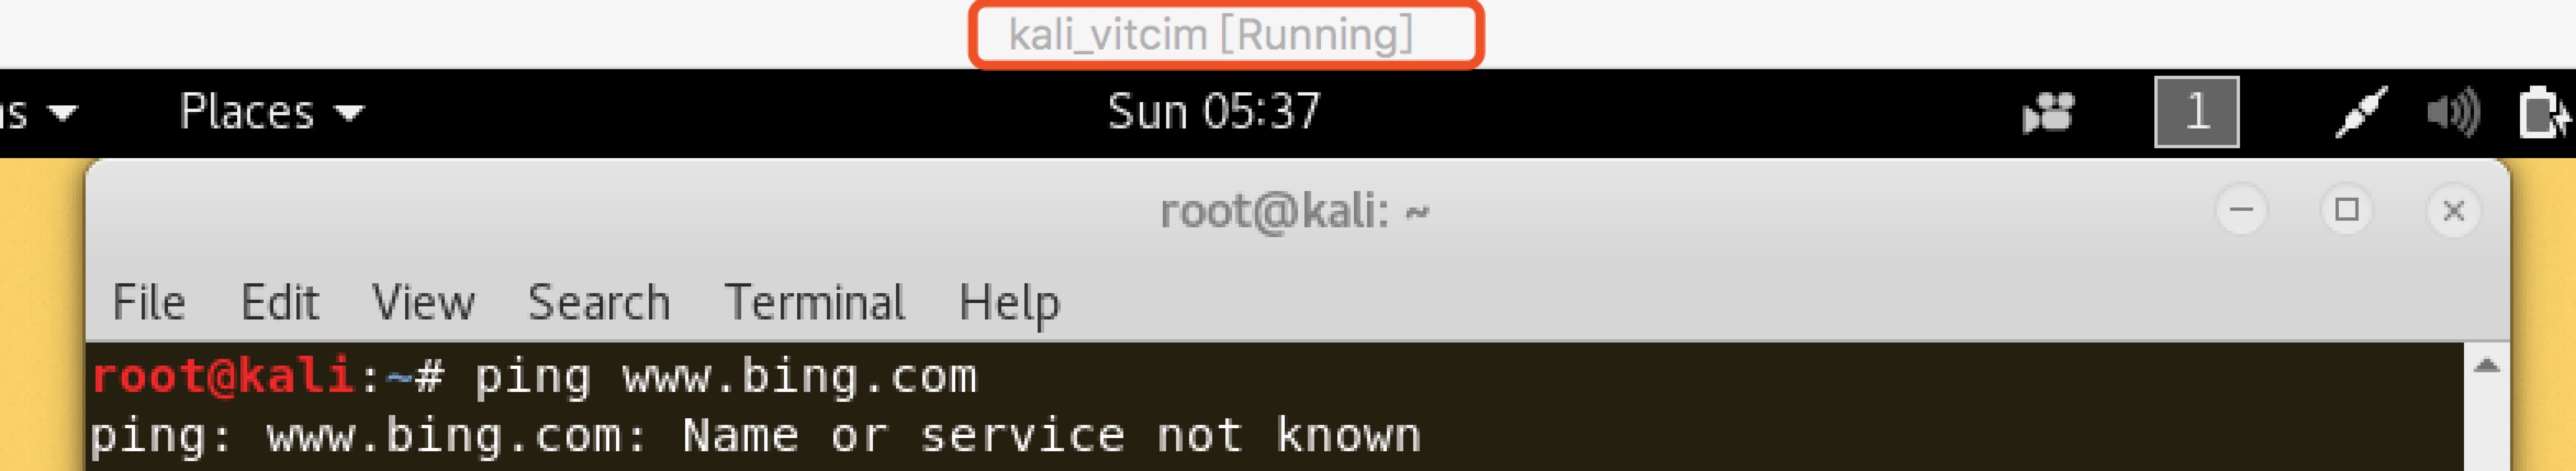 kali_vitcim [Running]
Places Sun 05:37 1
root@kali: ~
File Edit View Search Terminal Help
root@kali:~# ping www.bing.com
ping: www.bing.com: Name or service not known